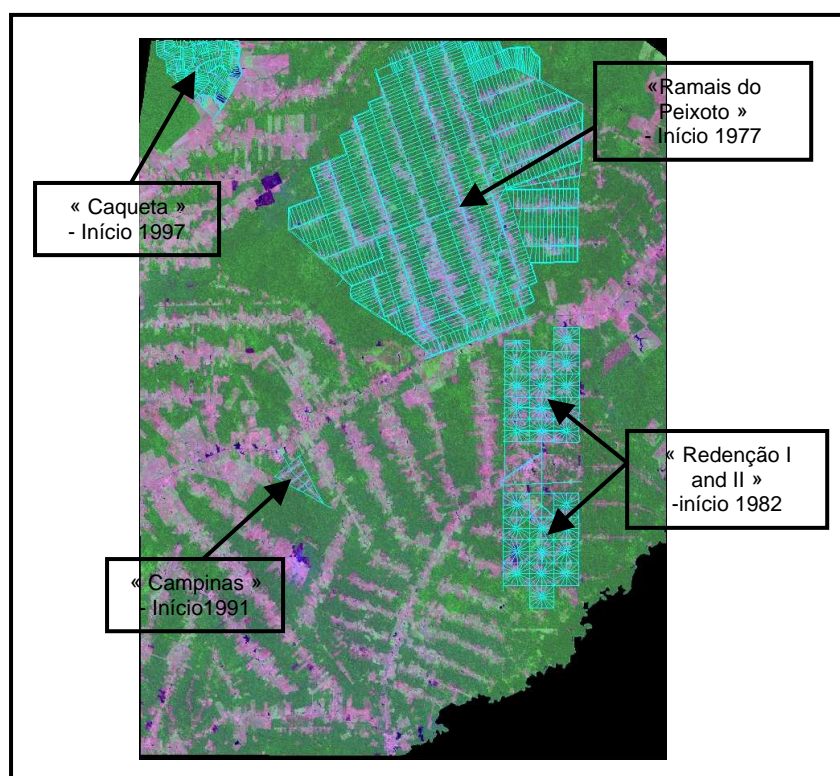 «Ramais do
Peixoto »
- Início 1977
« Caqueta »
- Início 1997
« Redenção I
and II »
-início 1982
« Campinas »
- Início1991